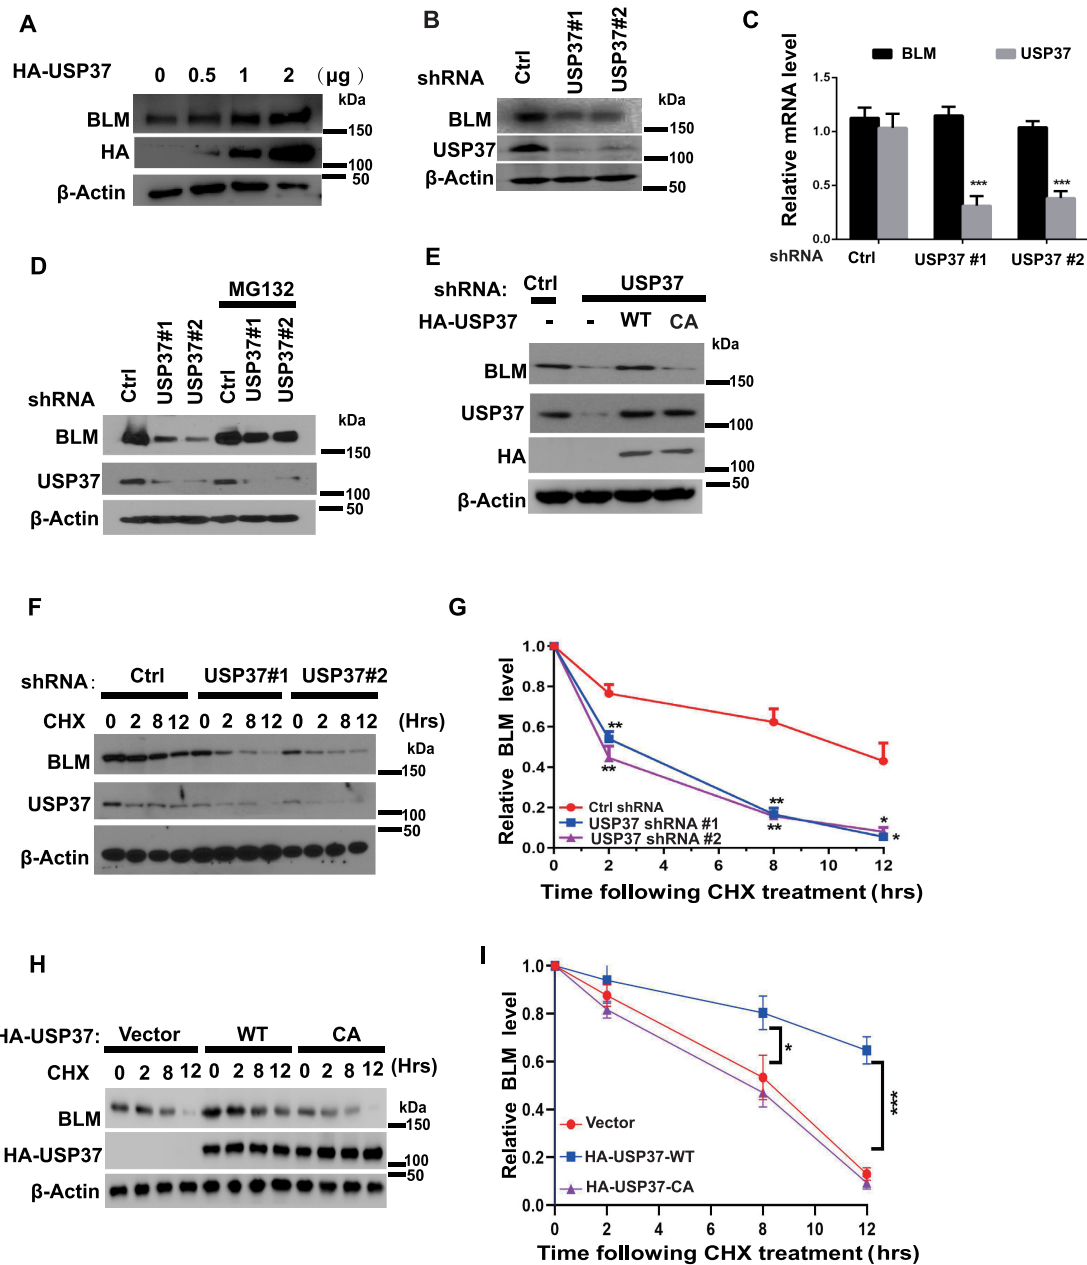 A
HA-USP37 0 0.5 1 2 (μg)
kDa
BLM
150
HA
100
50
β-Actin
B
shRNA Ctrl USP37#1 USP37#2
kDa
BLM
150
USP37
100
β-Actin
50
C
BLM USP37
Relative mRNA level
1.5
1.0
0.5
0.0
*** ***
shRNA Ctrl USP37 #1 USP37 #2
D
MG132
shRNA Ctrl USP37#1 USP37#2 Ctrl USP37#1 USP37#2
kDa
BLM
150
USP37
100
50
β-Actin
E
shRNA: Ctrl USP37
HA-USP37 - - WT CA
kDa
BLM
150
USP37
100
HA
100
50
β-Actin
F
shRNA: Ctrl USP37#1 USP37#2
CHX 0 2 8 12 0 2 8 12 0 2 8 12 (Hrs)
kDa
BLM
150
USP37
100
50
β-Actin
G
Relative BLM level
1.0
0.8
0.6
0.4
0.2
0.0
**
**
**
**
*
*
Ctrl shRNA
USP37 shRNA #1
USP37 shRNA #2
0 2 4 6 8 10 12
Time following CHX treatment (hrs)
H
HA-USP37: Vector WT CA
CHX 0 2 8 12 0 2 8 12 0 2 8 12 (Hrs)
kDa
BLM
150
HA-USP37
100
50
β-Actin
I
Relative BLM level
1.0
0.8
0.6
0.4
0.2
0.0
*
***
Vector
HA-USP37-WT
HA-USP37-CA
0 2 4 6 8 10 12
Time following CHX treatment (hrs)